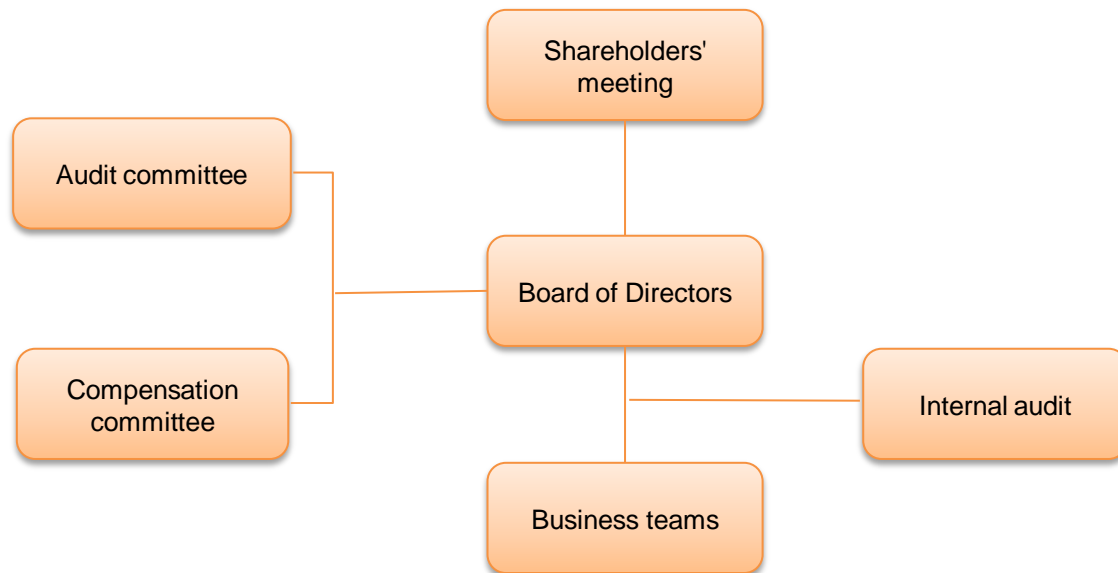 Shareholders'
meeting
Audit committee
Board of Directors
Compensation
committee
Internal audit
Business teams